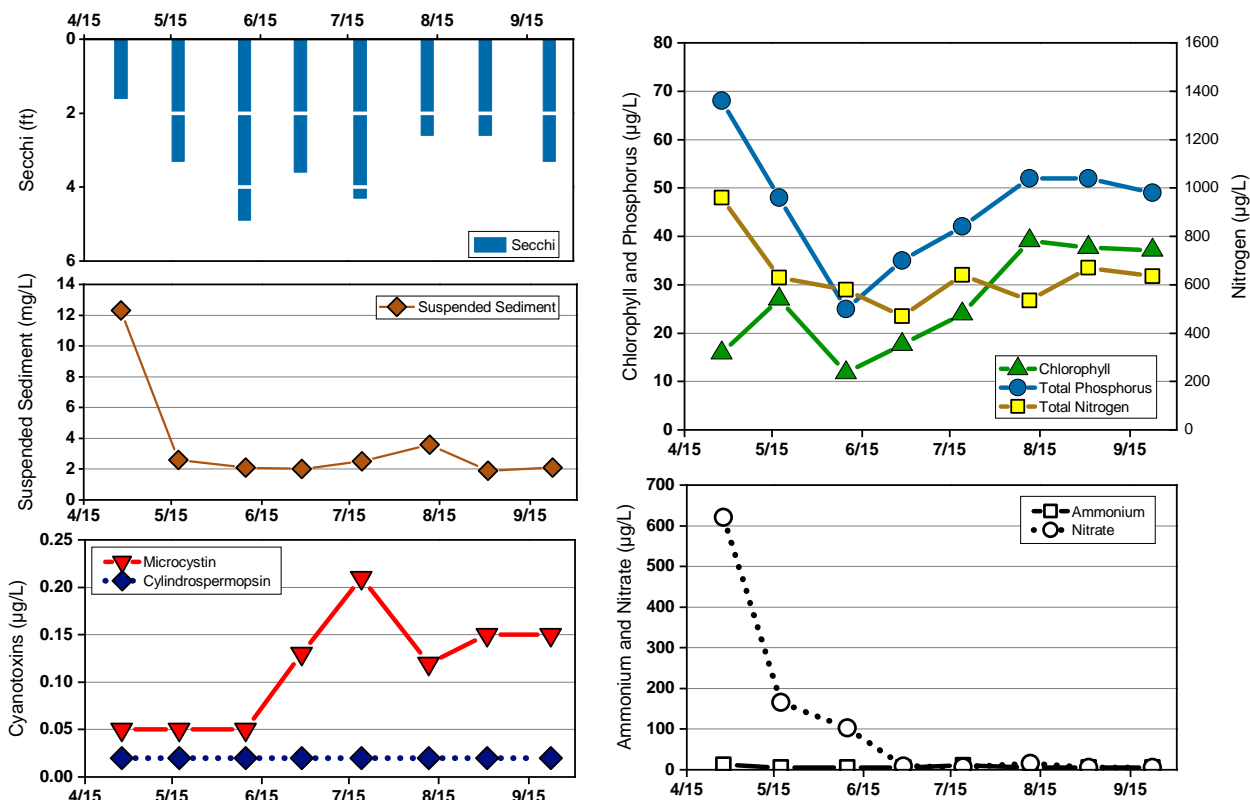 4/15 5/15 6/15 7/15 8/15 9/15
0
2
4
6
Secchi (ft)
Secchi
14
12
10
8
6
4
2
0
Suspended Sediment (mg/L)
Suspended Sediment
4/15 5/15 6/15 7/15 8/15 9/15
0.25
0.20
0.15
0.10
0.05
0.00
Cyanotoxins (µg/L)
Microcystin
Cylindrospermopsin
4/15 5/15 6/15 7/15 8/15 9/15
80
70
60
50
40
30
20
10
0
Chlorophyll and Phosphorus (µg/L)
1600
1400
1200
1000
800
600
400
200
0
Nitrogen (µg/L)
Chlorophyll
Total Phosphorus
Total Nitrogen
4/15 5/15 6/15 7/15 8/15 9/15
700
600
500
400
300
200
100
0
Ammonium and Nitrate (µg/L)
Ammonium
Nitrate
4/15 5/15 6/15 7/15 8/15 9/15